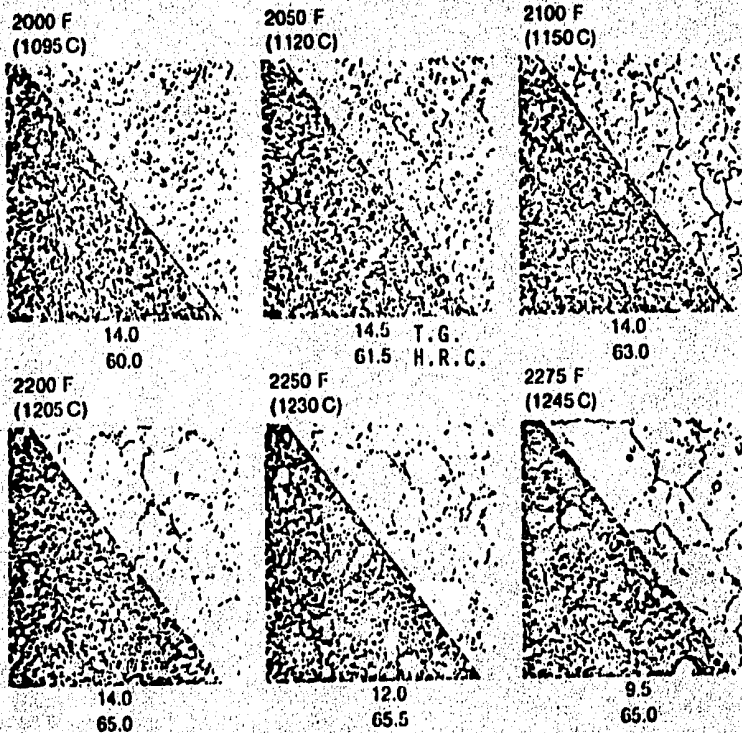 2000 F
(1095 C)
2050 F
(1120 C)
2100 F
(1150 C)
14.0
60.0
14.5 T.G.
61.5 H.R.C.
14.0
63.0
2200 F
(1205 C)
2250 F
(1230 C)
2275 F
(1245 C)
14.0
65.0
12.0
65.5
9.5
65.0